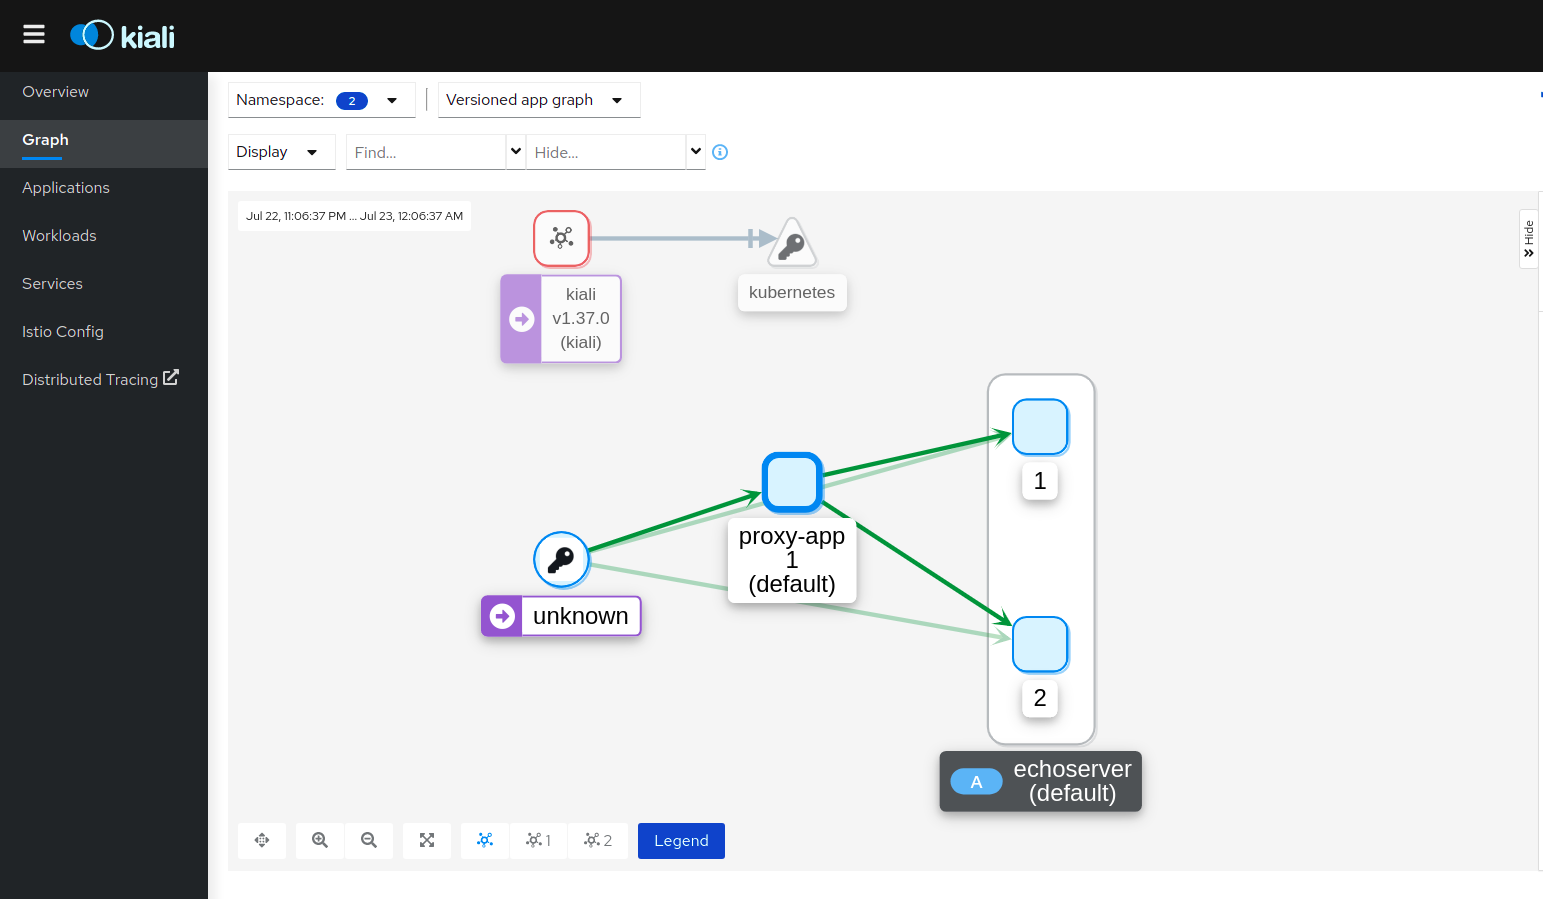 kiali
Overview
Graph
Applications
Workloads
Services
Istio Config
Distributed Tracing
Namespace: 2
Versioned app graph
Display
Find...
Hide...
Jul 22, 11:06:37 PM ... Jul 23, 12:06:37 AM
Hide
kiali
v1.37.0
(kiali)
kubernetes
1
proxy-app
1
(default)
unknown
2
A
echoserver
(default)
1
2
Legend